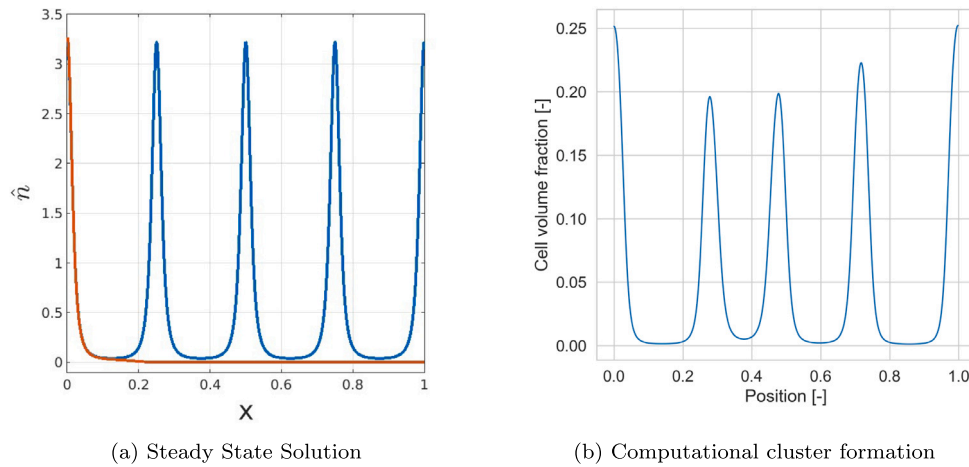 3.5
3
2.5
2
1.5
1
0.5
0
n̂
0 0.2 0.4 0.6 0.8 1
x
(a) Steady State Solution
0.25
0.20
0.15
0.10
0.05
0.00
Cell volume fraction [-]
0.0 0.2 0.4 0.6 0.8 1.0
Position [-]
(b) Computational cluster formation